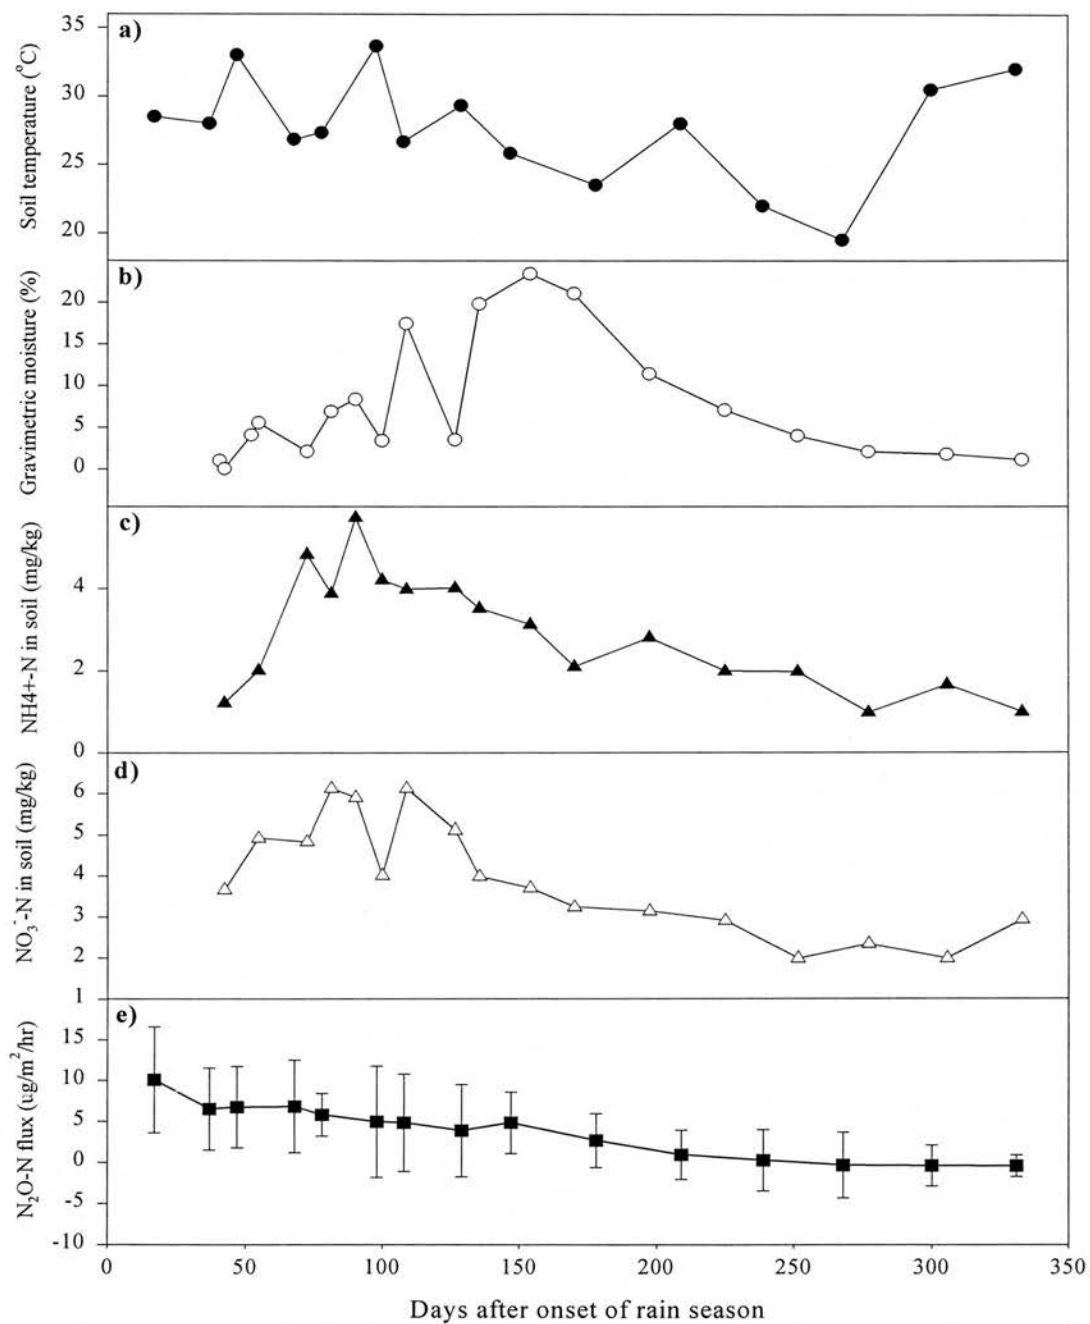 a)
Soil temperature (°C)
35
30
25
20
b)
Gravimetric moisture (%)
20
15
10
5
0
c)
NH4+-N in soil (mg/kg)
4
2
0
d)
NO₃⁻-N in soil (mg/kg)
6
5
4
3
2
1
e)
N₂O-N flux (ug/m²/hr)
15
10
5
0
-5
-10
0 50 100 150 200 250 300 350
Days after onset of rain season